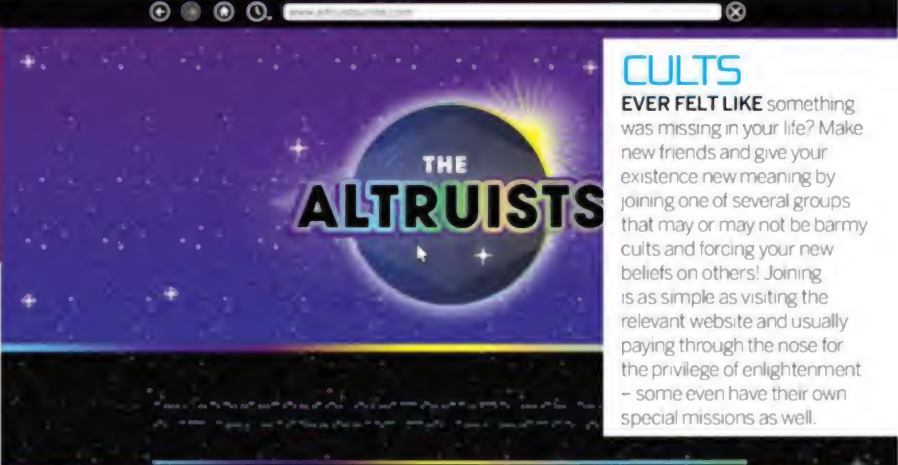 THE
ALTRUISTS
CULTS
EVER FELT LIKE something
was missing in your life? Make
new friends and give your
existence new meaning by
joining one of several groups
that may or may not be barmy
cults and forcing your new
beliefs on others! Joining
is as simple as visiting the
relevant website and usually
paying through the nose for
the privilege of enlightenment
– some even have their own
special missions as well.